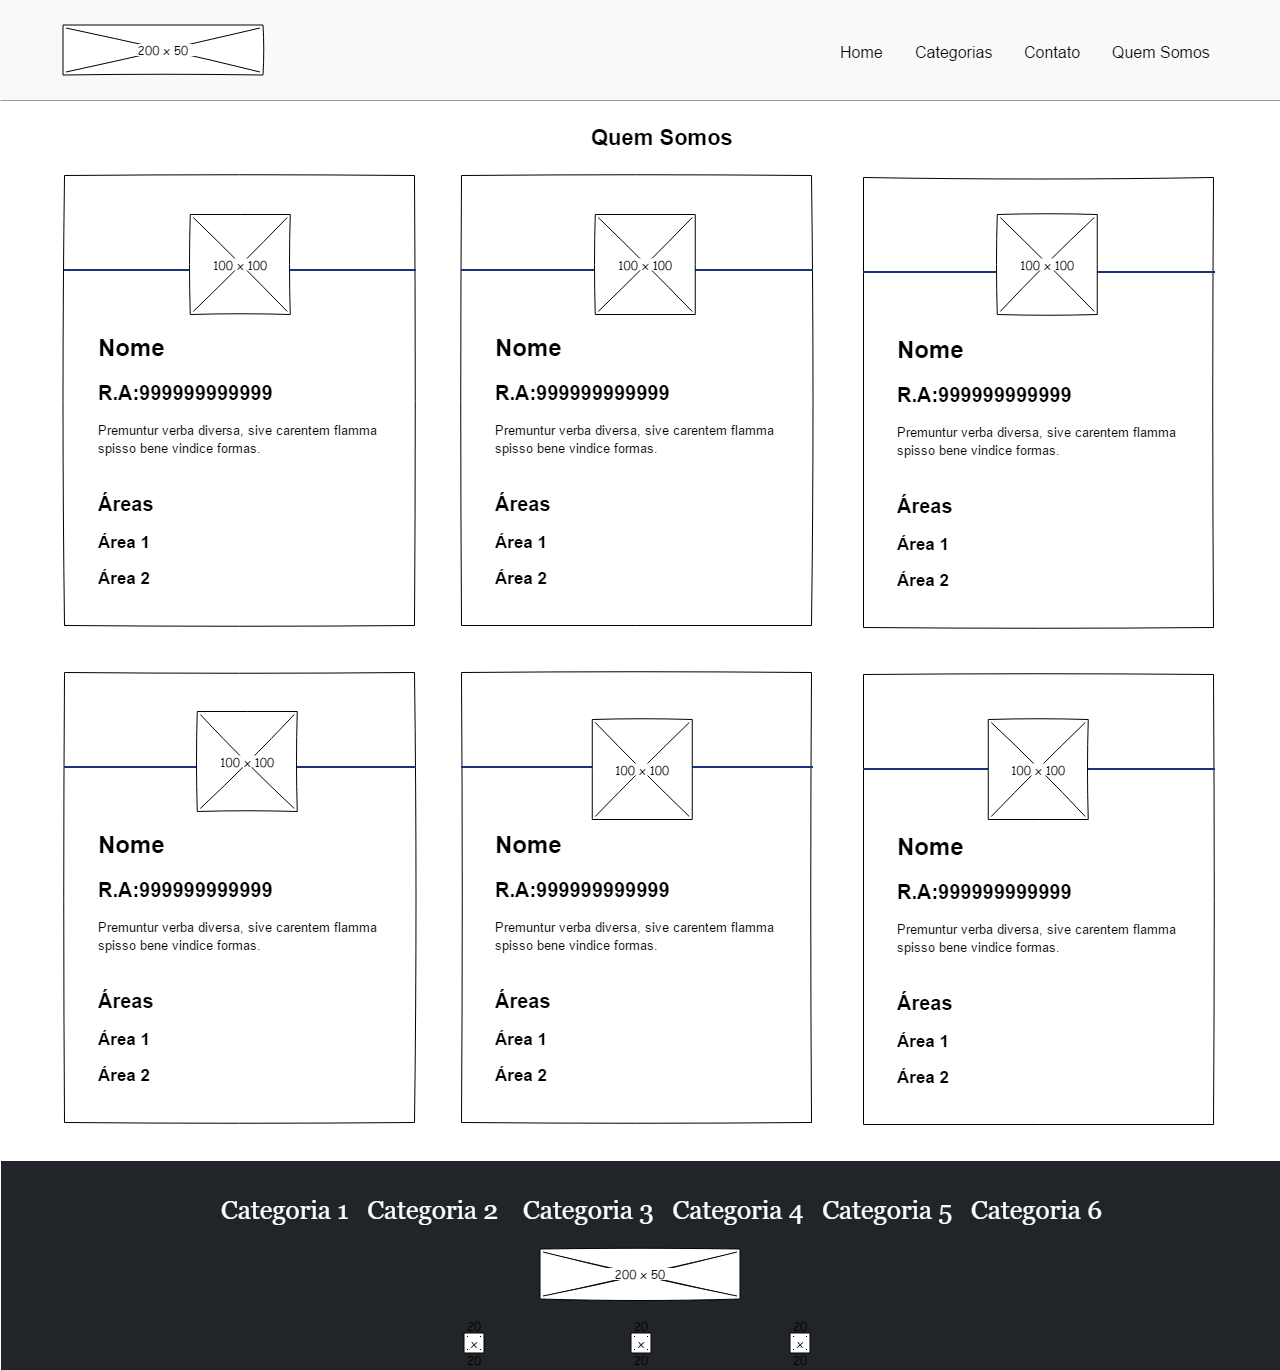 200 x 50
Home Categorias Contato Quem Somos
Quem Somos
100 x 100
Nome
R.A:999999999999
Premuntur verba diversa, sive carentem flamma
spisso bene vindice formas.
Áreas
Área 1
Área 2
100 x 100
Nome
R.A:999999999999
Premuntur verba diversa, sive carentem flamma
spisso bene vindice formas.
Áreas
Área 1
Área 2
100 x 100
Nome
R.A:999999999999
Premuntur verba diversa, sive carentem flamma
spisso bene vindice formas.
Áreas
Área 1
Área 2
100 x 100
Nome
R.A:999999999999
Premuntur verba diversa, sive carentem flamma
spisso bene vindice formas.
Áreas
Área 1
Área 2
100 x 100
Nome
R.A:999999999999
Premuntur verba diversa, sive carentem flamma
spisso bene vindice formas.
Áreas
Área 1
Área 2
100 x 100
Nome
R.A:999999999999
Premuntur verba diversa, sive carentem flamma
spisso bene vindice formas.
Áreas
Área 1
Área 2
Categoria 1 Categoria 2 Categoria 3 Categoria 4 Categoria 5 Categoria 6
200 x 50
20
x
20
20
x
20
20
x
20